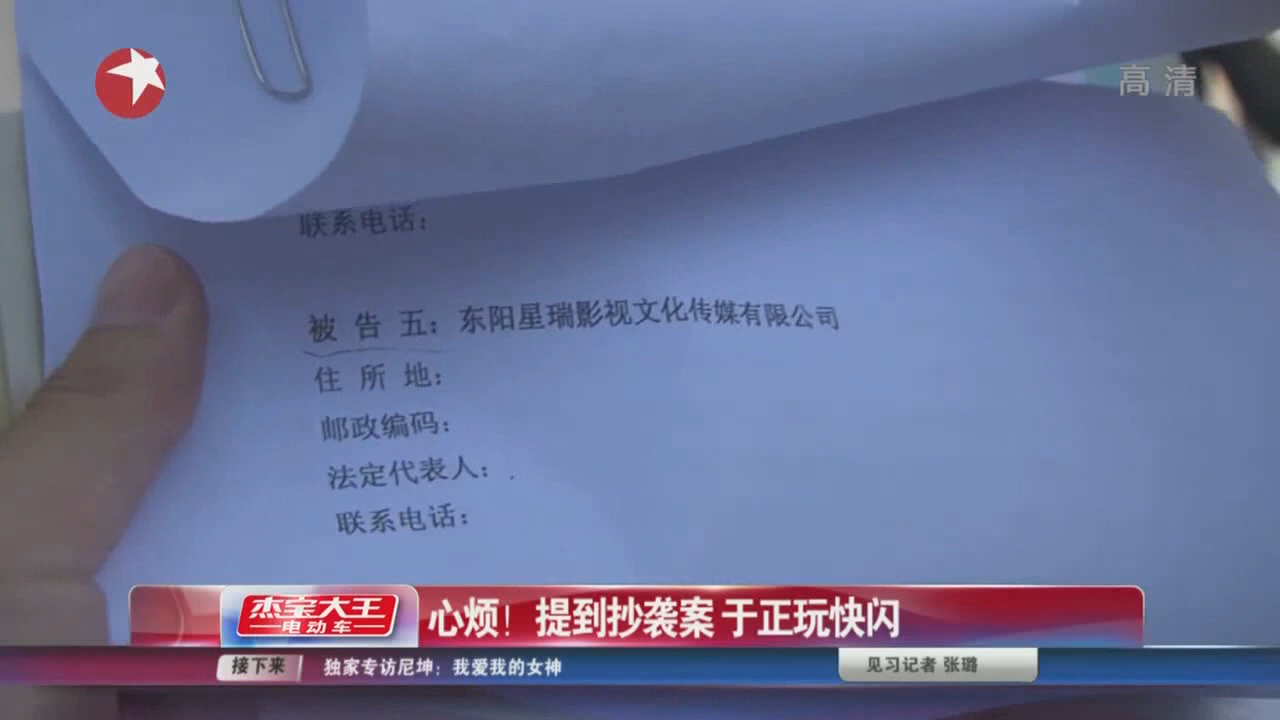 高清
联系电话：
被告五：东阳星瑞影视文化传媒有限公司
住所地：
邮政编码：
法定代表人：
联系电话：
杰宝大王
电动车
心烦！提到抄袭案 于正玩快闪
接下来 独家专访尼坤：我爱我的女神
见习记者 张璐